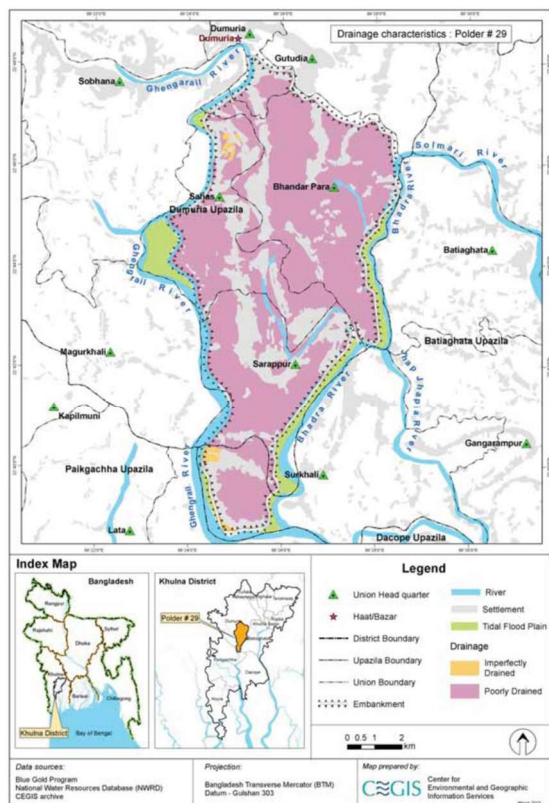 Drainage characteristics : Polder # 29
Dumuria
Dumuria
Gutudia
Sobhana
Ghengarail River
Solmari River
Bhandar Para
Sahas
Dumuria Upazila
Bhadra River
Batiaghata
Ghengrail River
Magurkhali
Batiaghata Upazila
Sarappur
Jhap Jhapia River
Kapilmuni
Bhadra River
Gangarampur
Paikgachha Upazila
Ghengrail River
Surkhali
Lata
Dacope Upazila
Index Map
Bangladesh
Rangpur
Rajshahi
Sylhet
Dhaka
Khulna
Barisal
Chittagong
Khulna District
Bay of Bengal
Khulna District
Polder # 29
Legend
Union Head quarter
Haat/Bazar
District Boundary
Upazila Boundary
Union Boundary
Embankment
River
Settlement
Tidal Flood Plain
Drainage
Imperfectly
Drained
Poorly Drained
0 0.5 1 2
km
Data sources:
Blue Gold Program
National Water Resources Database (NWRD)
CEGIS archive
Projection:
Bangladesh Transverse Mercator (BTM)
Datum - Gulshan 303
Map prepared by:
CEGIS
Center for
Environmental and Geographic
Information Services